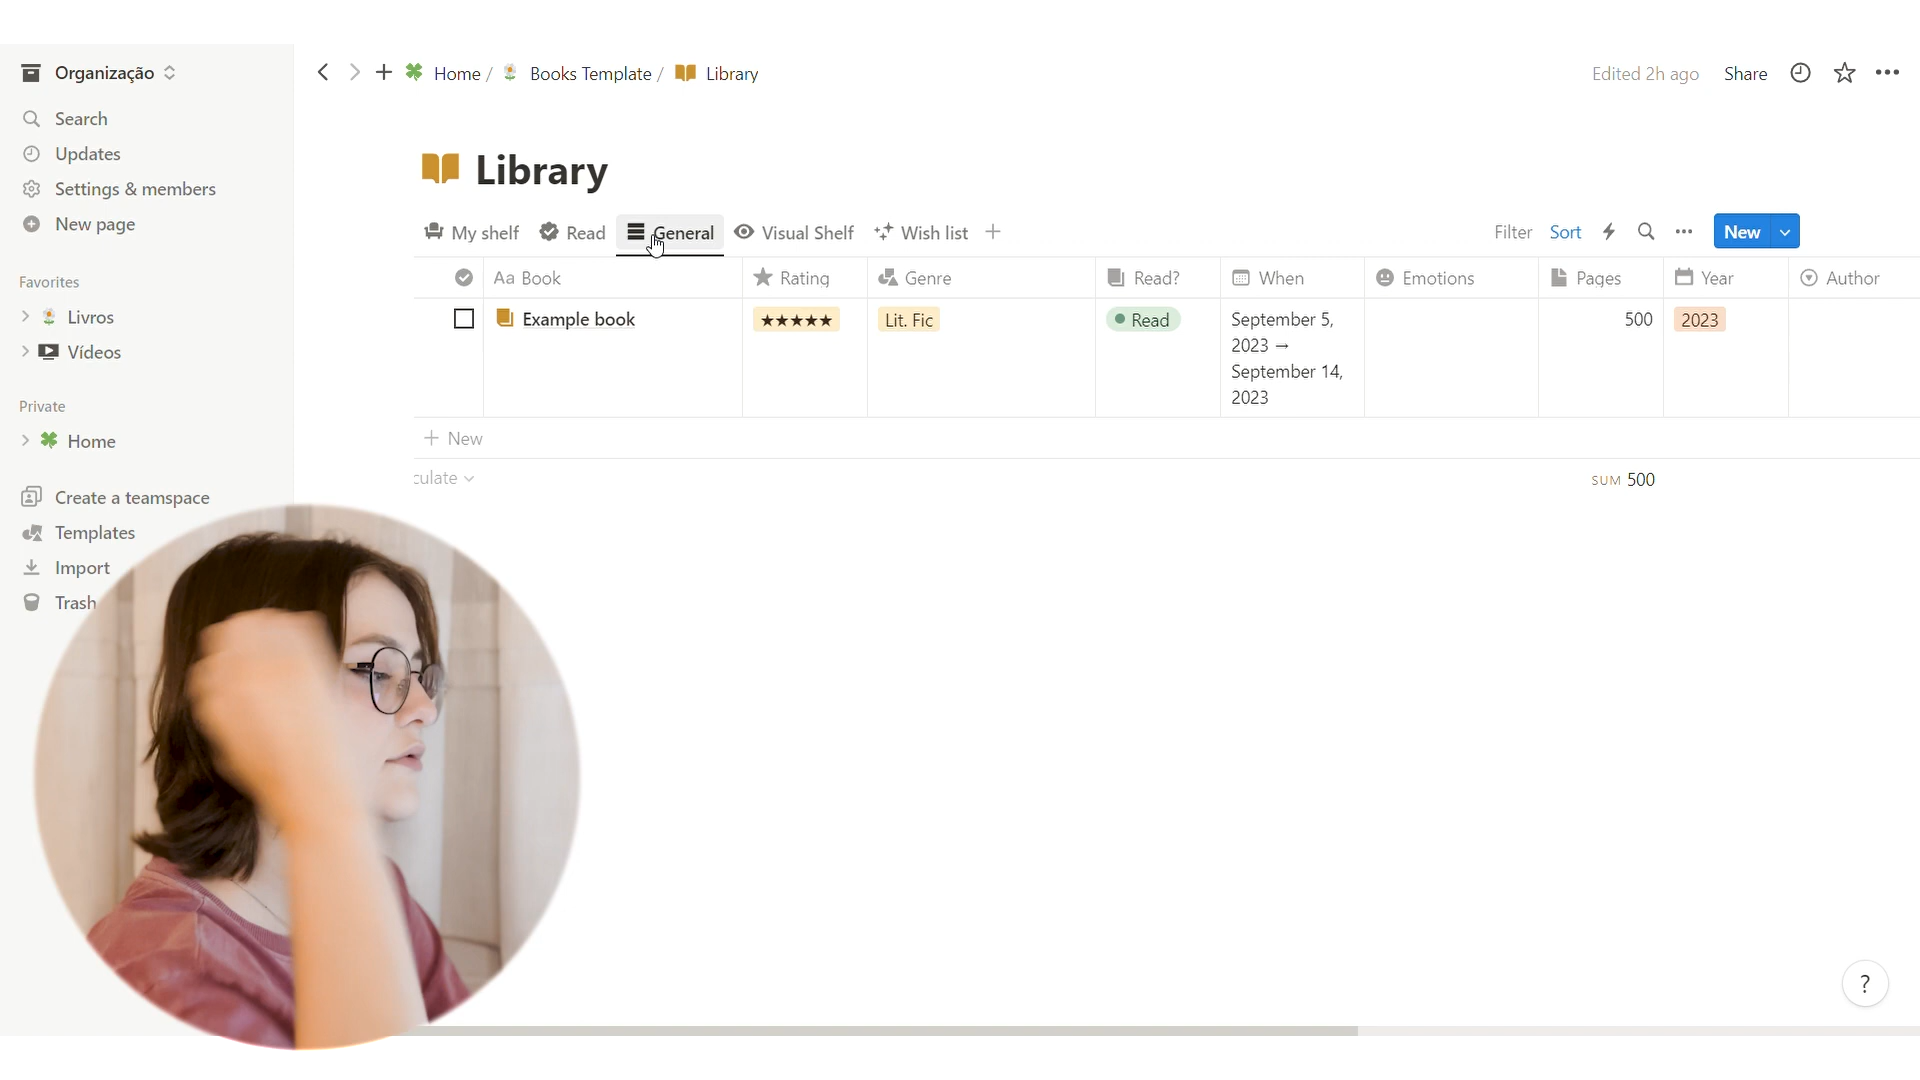 Organização
Home / Books Template / Library
Edited 2h ago Share
Search
Updates
Settings & members
New page
Favorites
Livros
Vídeos
Private
Home
Create a teamspace
Templates
Import
Trash
Library
My shelf Read General Visual Shelf Wish list
Filter Sort New
Aa Book Rating Genre Read? When Emotions Pages Year Author
Example book ★★★★★ Lit. Fic Read September 5, 500 2023
2023 →
September 14,
2023
+ New
culate
SUM 500
?